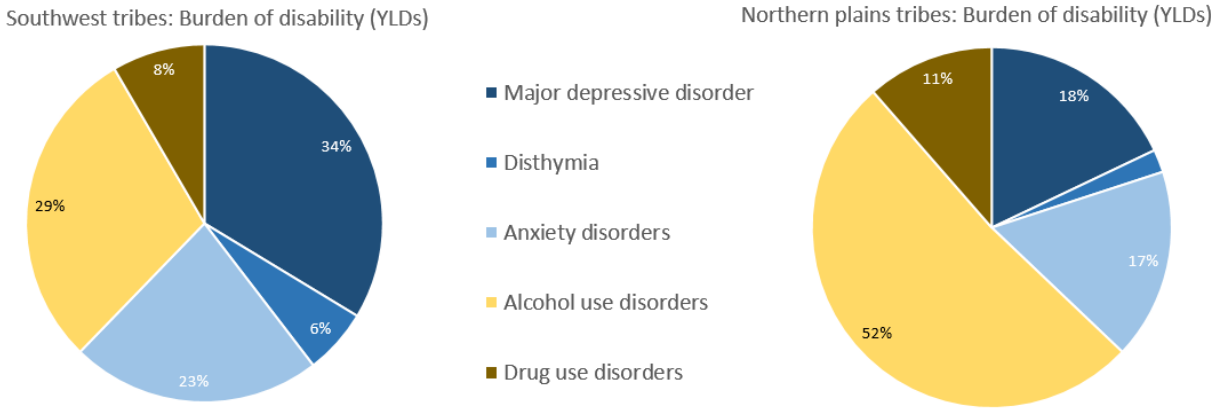 Southwest tribes: Burden of disability (YLDs)
8%
34%
29%
6%
23%
Major depressive disorder
Disthymia
Anxiety disorders
Alcohol use disorders
Drug use disorders
Northern plains tribes: Burden of disability (YLDs)
11%
18%
17%
52%